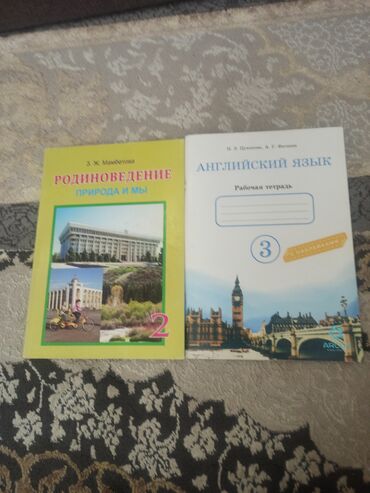 З. Ж. Мамбетова
РОДИНОВЕДЕНИЕ
ПРИРОДА И МЫ
2
АНГЛИЙСКИЙ ЯЗЫК
Рабочая тетрадь
3